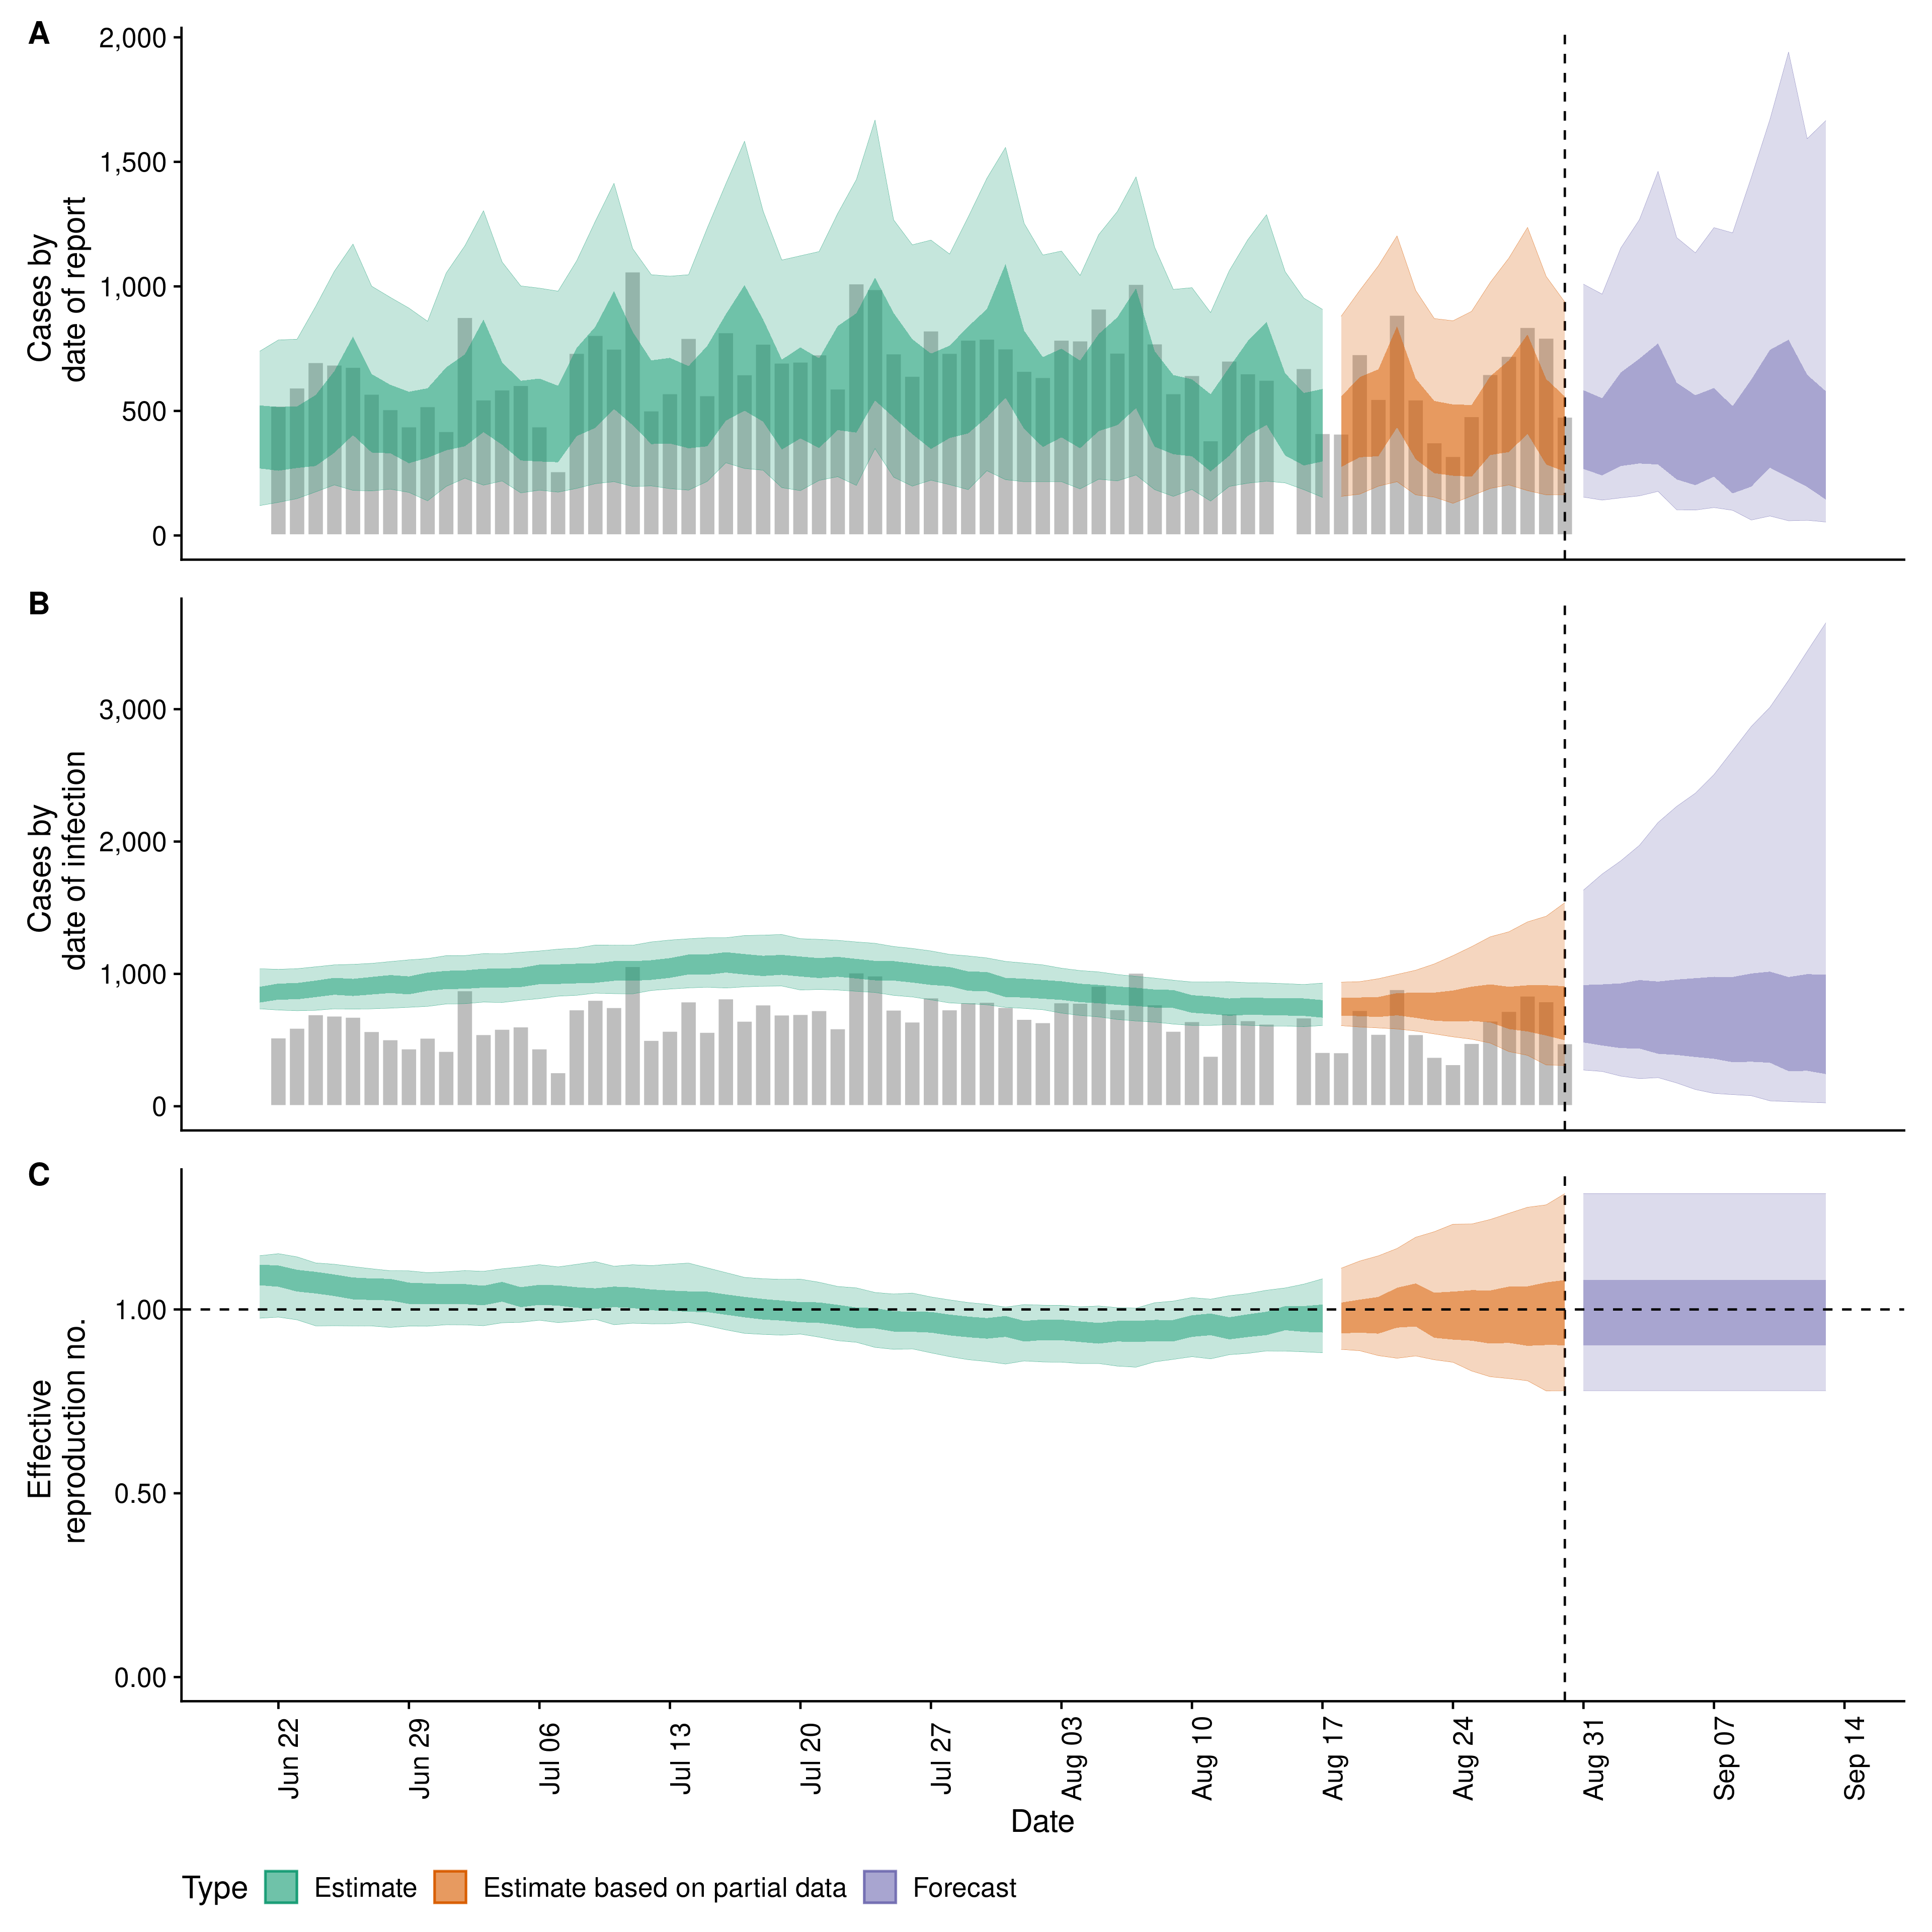 A
Cases by
date of report
2,000
1,500
1,000
500
0
B
Cases by
date of infection
3,000
2,000
1,000
0
C
Effective
reproduction no.
1.00
0.50
0.00
Jun 22
Jun 29
Jul 06
Jul 13
Jul 20
Jul 27
Aug 03
Aug 10
Aug 17
Aug 24
Aug 31
Sep 07
Sep 14
Date
Type Estimate Estimate based on partial data Forecast